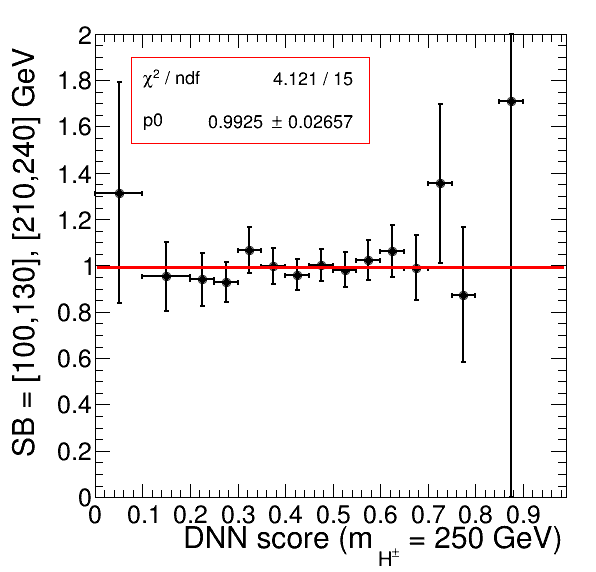 SB = [100,130], [210,240] GeV
2
1.8
1.6
1.4
1.2
1
0.8
0.6
0.4
0.2
0
χ² / ndf 4.121 / 15
p0 0.9925 ± 0.02657
0 0.1 0.2 0.3 0.4 0.5 0.6 0.7 0.8 0.9
DNN score (m_H± = 250 GeV)